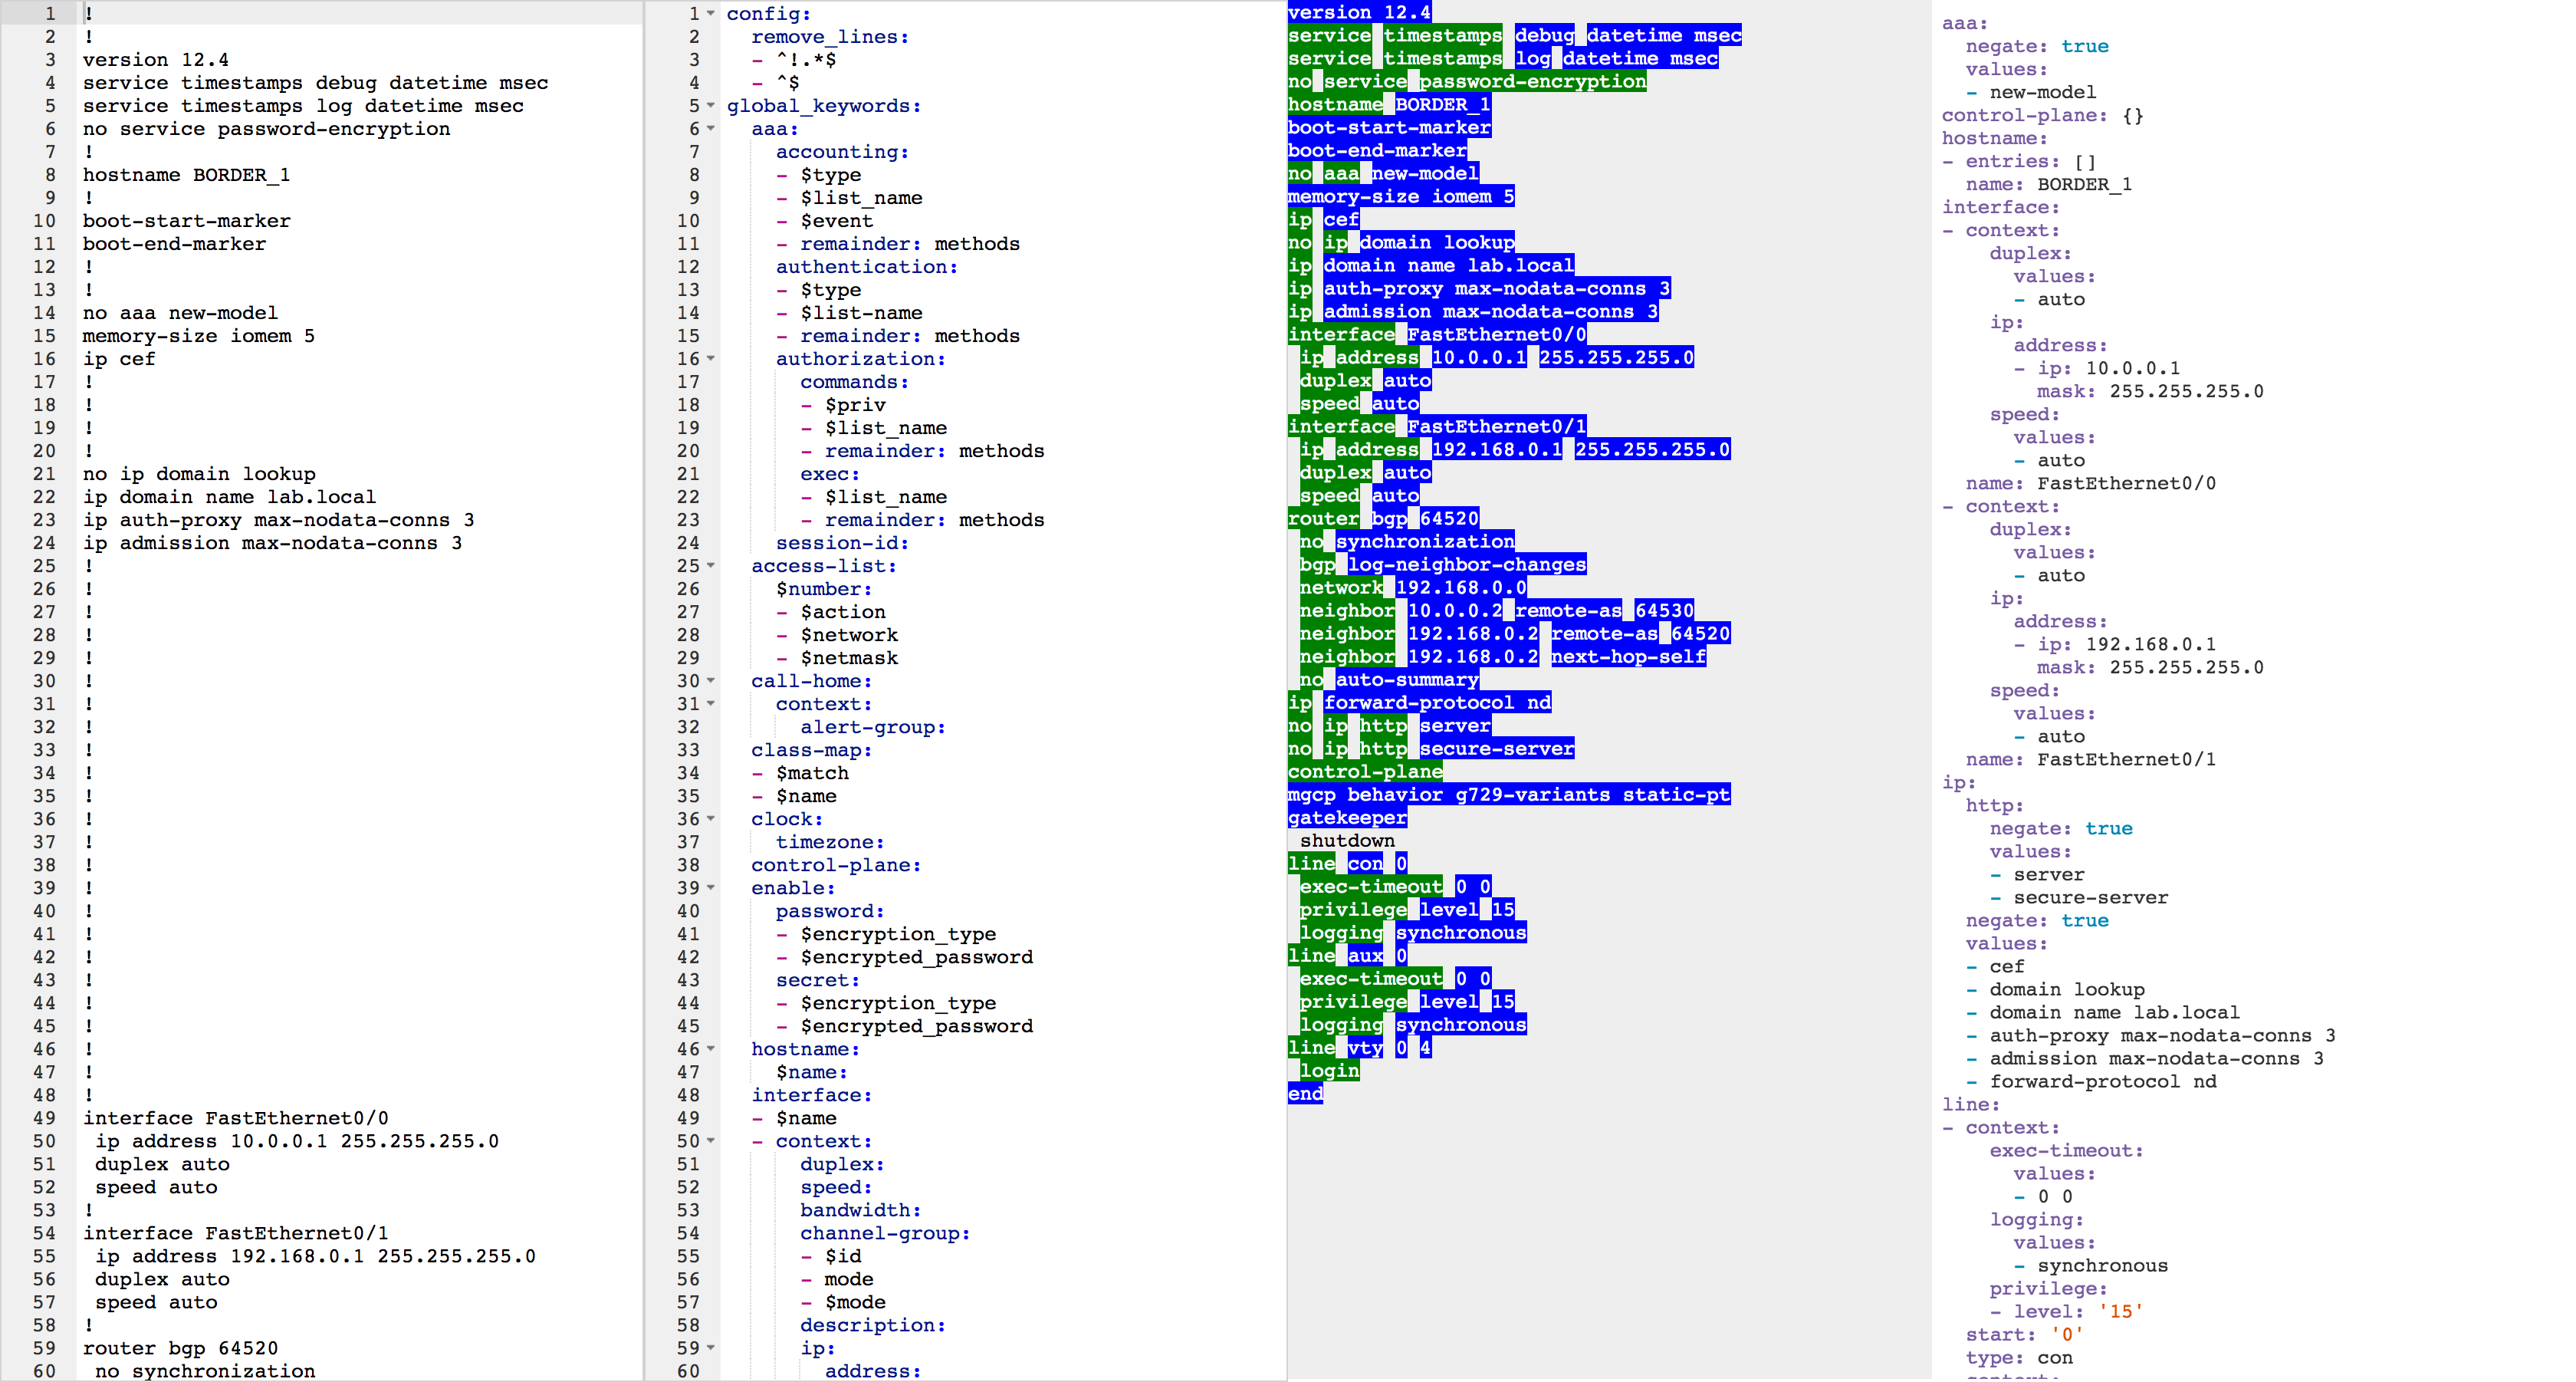 1 !
2 !
3 version 12.4
4 service timestamps debug datetime msec
5 service timestamps log datetime msec
6 no service password-encryption
7 !
8 hostname BORDER_1
9 !
10 boot-start-marker
11 boot-end-marker
12 !
13 !
14 no aaa new-model
15 memory-size iomem 5
16 ip cef
17 !
18 !
19 !
20 !
21 no ip domain lookup
22 ip domain name lab.local
23 ip auth-proxy max-nodata-conns 3
24 ip admission max-nodata-conns 3
25 !
26 !
27 !
28 !
29 !
30 !
31 !
32 !
33 !
34 !
35 !
36 !
37 !
38 !
39 !
40 !
41 !
42 !
43 !
44 !
45 !
46 !
47 !
48 !
49 interface FastEthernet0/0
50  ip address 10.0.0.1 255.255.255.0
51  duplex auto
52  speed auto
53 !
54 interface FastEthernet0/1
55  ip address 192.168.0.1 255.255.255.0
56  duplex auto
57  speed auto
58 !
59 router bgp 64520
60  no synchronization
1 config:
2   remove_lines:
3   - ^!.*$
4   - ^$
5 global_keywords:
6   aaa:
7     accounting:
8     - $type
9     - $list_name
10     - $event
11     - remainder: methods
12     authentication:
13     - $type
14     - $list-name
15     - remainder: methods
16     authorization:
17       commands:
18       - $priv
19       - $list_name
20       - remainder: methods
21       exec:
22       - $list_name
23       - remainder: methods
24     session-id:
25   access-list:
26     $number:
27     - $action
28     - $network
29     - $netmask
30   call-home:
31     context:
32       alert-group:
33   class-map:
34   - $match
35   - $name
36   clock:
37     timezone:
38   control-plane:
39   enable:
40     password:
41     - $encryption_type
42     - $encrypted_password
43     secret:
44     - $encryption_type
45     - $encrypted_password
46   hostname:
47     $name:
48   interface:
49   - $name
50   - context:
51       duplex:
52       speed:
53       bandwidth:
54       channel-group:
55       - $id
56       - mode
57       - $mode
58       description:
59       ip:
60         address:
version 12.4
service timestamps debug datetime msec
service timestamps log datetime msec
no service password-encryption
hostname BORDER_1
boot-start-marker
boot-end-marker
no aaa new-model
memory-size iomem 5
ip cef
no ip domain lookup
ip domain name lab.local
ip auth-proxy max-nodata-conns 3
ip admission max-nodata-conns 3
interface FastEthernet0/0
 ip address 10.0.0.1 255.255.255.0
 duplex auto
 speed auto
interface FastEthernet0/1
 ip address 192.168.0.1 255.255.255.0
 duplex auto
 speed auto
router bgp 64520
 no synchronization
 bgp log-neighbor-changes
 network 192.168.0.0
 neighbor 10.0.0.2 remote-as 64530
 neighbor 192.168.0.2 remote-as 64520
 neighbor 192.168.0.2 next-hop-self
 no auto-summary
ip forward-protocol nd
no ip http server
no ip http secure-server
control-plane
mgcp behavior g729-variants static-pt
gatekeeper
 shutdown
line con 0
 exec-timeout 0 0
 privilege level 15
 logging synchronous
line aux 0
 exec-timeout 0 0
 privilege level 15
 logging synchronous
line vty 0 4
 login
end
aaa:
  negate: true
  values:
  - new-model
control-plane: {}
hostname:
- entries: []
  name: BORDER_1
interface:
- context:
    duplex:
      values:
      - auto
    ip:
      address:
      - ip: 10.0.0.1
        mask: 255.255.255.0
    speed:
      values:
      - auto
  name: FastEthernet0/0
- context:
    duplex:
      values:
      - auto
    ip:
      address:
      - ip: 192.168.0.1
        mask: 255.255.255.0
    speed:
      values:
      - auto
  name: FastEthernet0/1
ip:
  http:
    negate: true
    values:
    - server
    - secure-server
  negate: true
  values:
  - cef
  - domain lookup
  - domain name lab.local
  - auth-proxy max-nodata-conns 3
  - admission max-nodata-conns 3
  - forward-protocol nd
line:
- context:
    exec-timeout:
      values:
      - 0 0
    logging:
      values:
      - synchronous
    privilege:
    - level: '15'
  start: '0'
  type: con